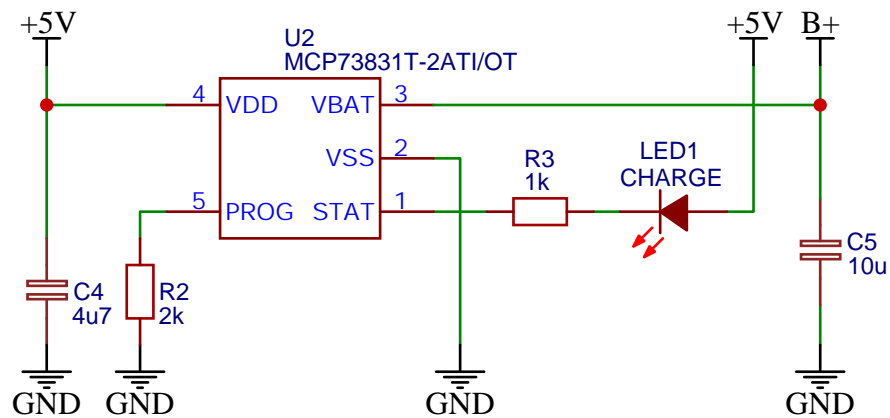 +5V
+5V
B+
U2
MCP73831T-2ATI/OT
4
VDD
VBAT
3
VSS
2
5
PROG
STAT
1
R3
1k
LED1
CHARGE
C4
4u7
R2
2k
C5
10u
GND
GND
GND
GND